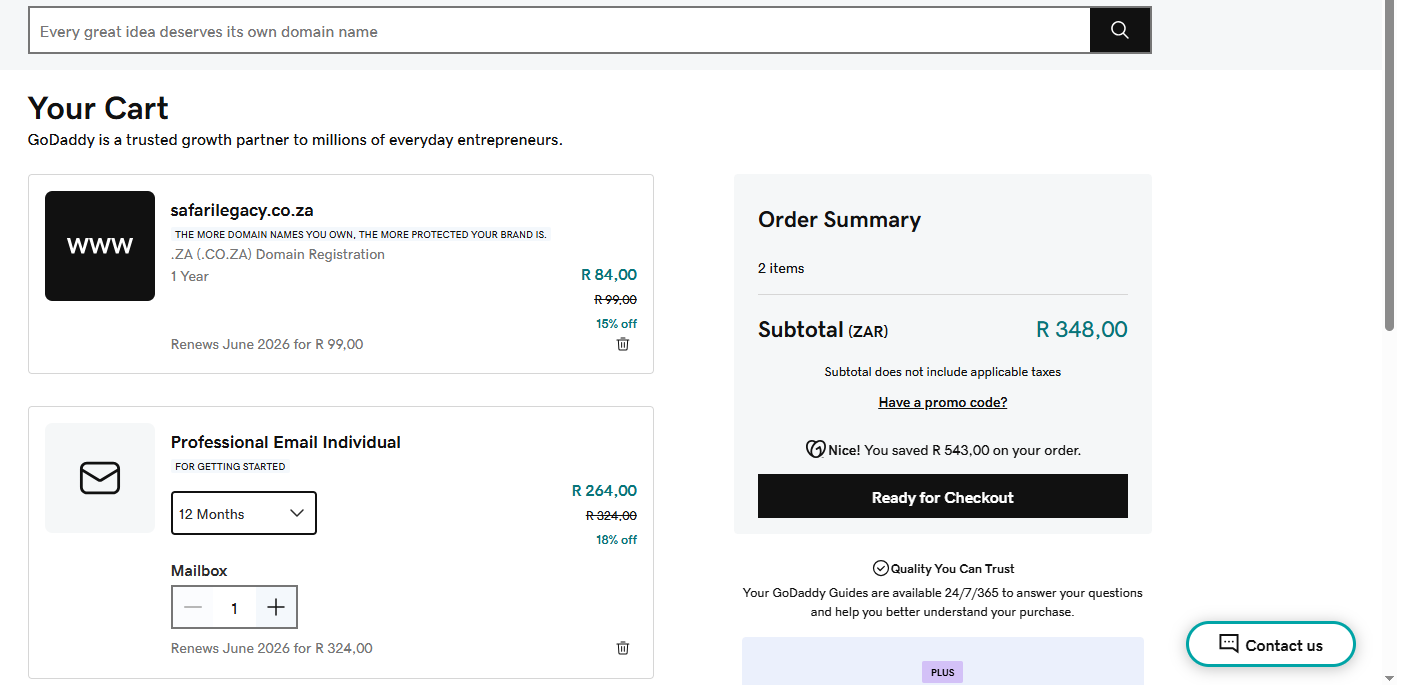 Every great idea deserves its own domain name
Your Cart
GoDaddy is a trusted growth partner to millions of everyday entrepreneurs.
WWW
safarilegacy.co.za
THE MORE DOMAIN NAMES YOU OWN, THE MORE PROTECTED YOUR BRAND IS.
.ZA (.CO.ZA) Domain Registration
1 Year
R 84,00
R 99,00
15% off
Renews June 2026 for R 99,00
Professional Email Individual
FOR GETTING STARTED
12 Months
R 264,00
R 324,00
18% off
Mailbox
1
Renews June 2026 for R 324,00
Order Summary
2 items
Subtotal (ZAR) R 348,00
Subtotal does not include applicable taxes
Have a promo code?
Nice! You saved R 543,00 on your order.
Ready for Checkout
Quality You Can Trust
Your GoDaddy Guides are available 24/7/365 to answer your questions
and help you better understand your purchase.
PLUS
Contact us